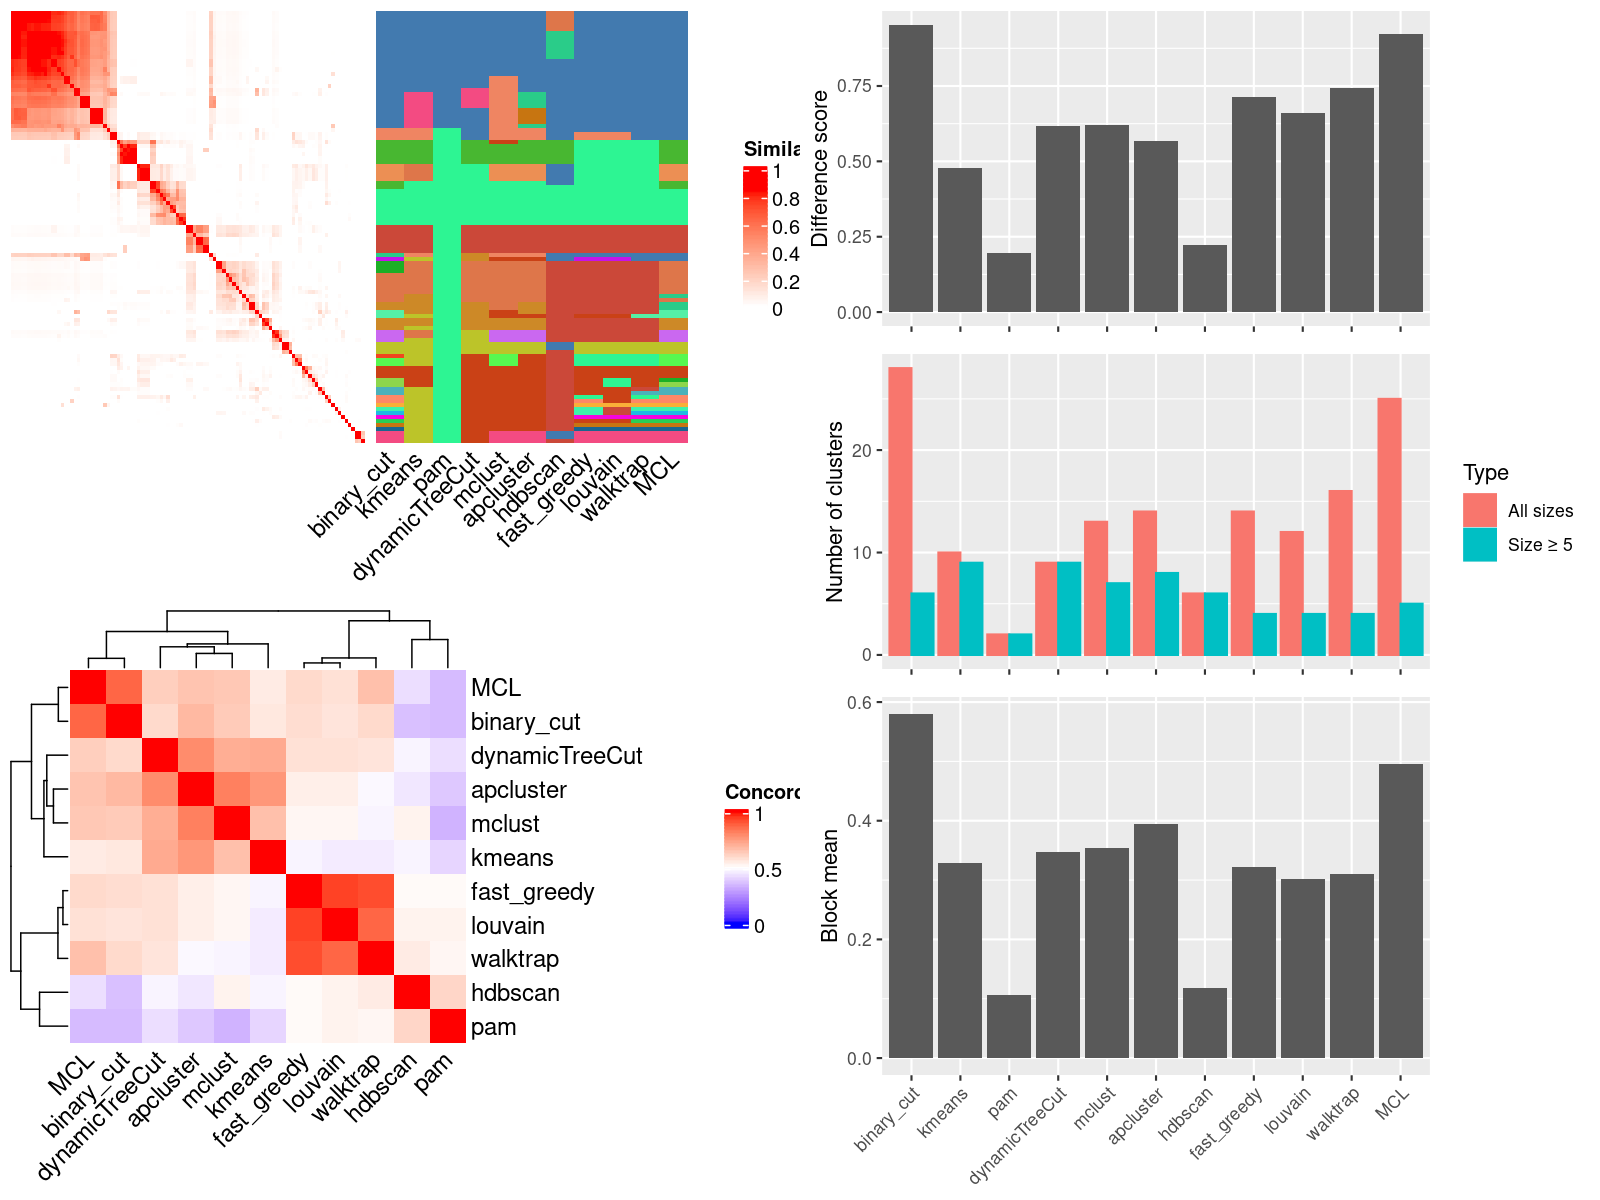 Simila
1
0.8
0.6
0.4
0.2
0
binary_cut
kmeans
pam
dynamicTreeCut
mclust
apcluster
hdbscan
fast_greedy
louvain
walktrap
MCL
MCL
binary_cut
dynamicTreeCut
apcluster
mclust
kmeans
fast_greedy
louvain
walktrap
hdbscan
pam
MCL
binary_cut
dynamicTreeCut
apcluster
mclust
kmeans
fast_greedy
louvain
walktrap
hdbscan
pam
Concord
1
0.5
0
Difference score
0.75
0.50
0.25
0.00
Number of clusters
20
10
0
Type
All sizes
Size ≥ 5
Block mean
0.6
0.4
0.2
0.0
binary_cut
kmeans
pam
dynamicTreeCut
mclust
apcluster
hdbscan
fast_greedy
louvain
walktrap
MCL